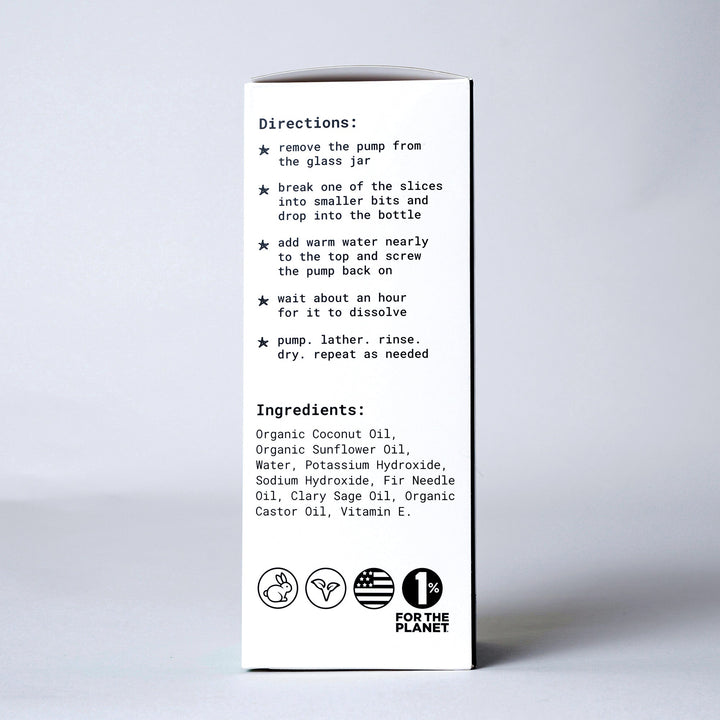 Directions:
remove the pump from
the glass jar
break one of the slices
into smaller bits and
drop into the bottle
add warm water nearly
to the top and screw
the pump back on
wait about an hour
for it to dissolve
pump. lather. rinse.
dry. repeat as needed
Ingredients:
Organic Coconut Oil,
Organic Sunflower Oil,
Water, Potassium Hydroxide,
Sodium Hydroxide, Fir Needle
Oil, Clary Sage Oil, Organic
Castor Oil, Vitamin E.
1%
FOR THE
PLANET